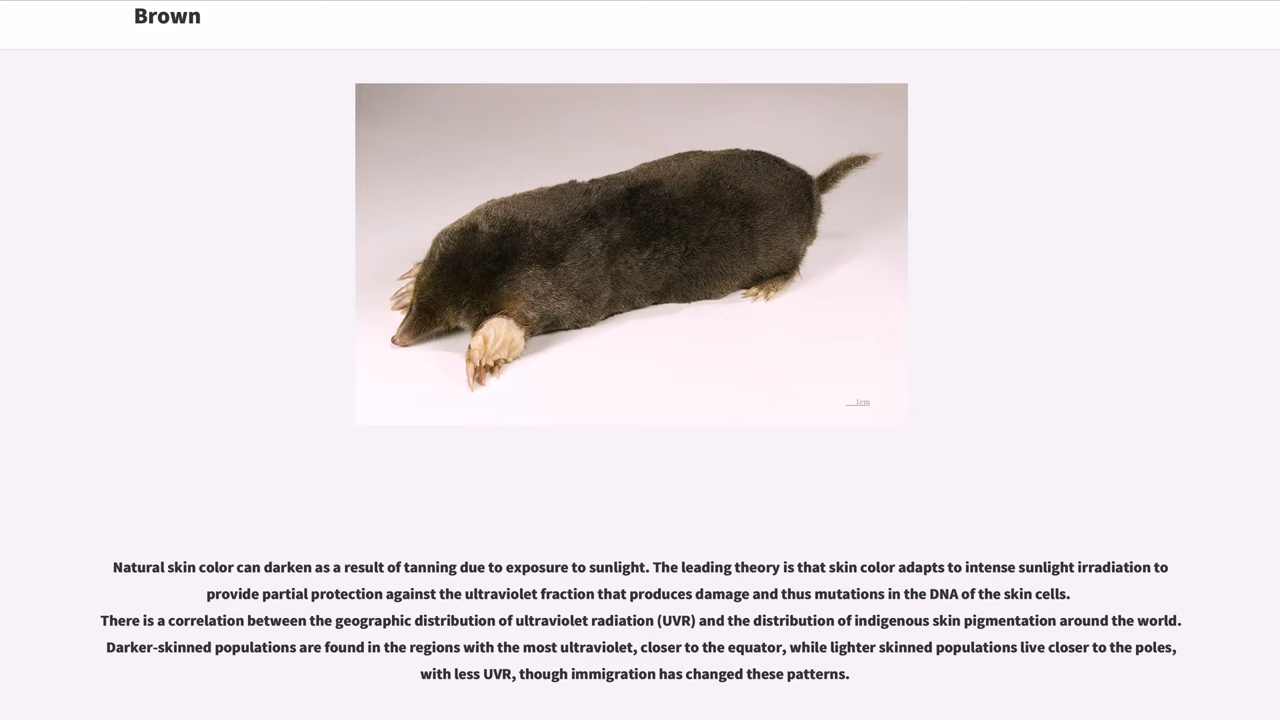 Brown
1cm
Natural skin color can darken as a result of tanning due to exposure to sunlight. The leading theory is that skin color adapts to intense sunlight irradiation to
provide partial protection against the ultraviolet fraction that produces damage and thus mutations in the DNA of the skin cells.
There is a correlation between the geographic distribution of ultraviolet radiation (UVR) and the distribution of indigenous skin pigmentation around the world.
Darker-skinned populations are found in the regions with the most ultraviolet, closer to the equator, while lighter skinned populations live closer to the poles,
with less UVR, though immigration has changed these patterns.